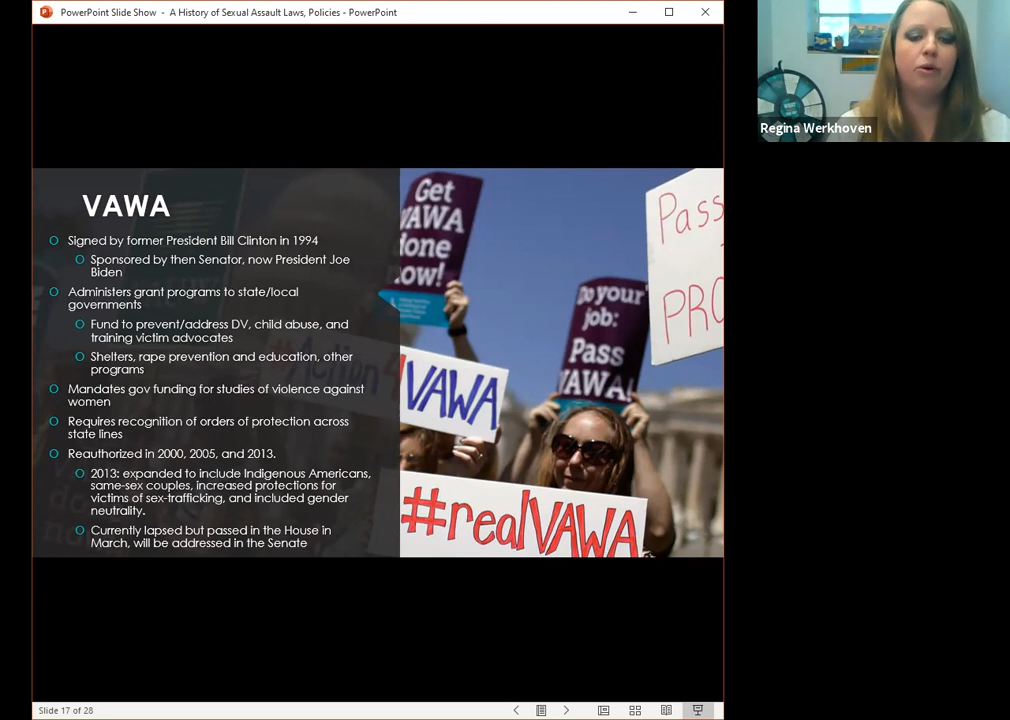 PowerPoint Slide Show - A History of Sexual Assault Laws, Policies - PowerPoint
Regina Werkhoven
VAWA
Signed by former President Bill Clinton in 1994
Sponsored by then Senator, now President Joe
Biden
Administers grant programs to state/local
governments
Fund to prevent/address DV, child abuse, and
training victim advocates
Shelters, rape prevention and education, other
programs
Mandates gov funding for studies of violence against
women
Requires recognition of orders of protection across
state lines
Reauthorized in 2000, 2005, and 2013.
2013: expanded to include Indigenous Americans,
same-sex couples, increased protections for
victims of sex-trafficking, and included gender
neutrality.
Currently lapsed but passed in the House in
March, will be addressed in the Senate
Get
VAWA
done
now!
Do your
job:
Pass
VAWA!
Pass
PRO
VAWA
#realVAWA
Slide 17 of 28